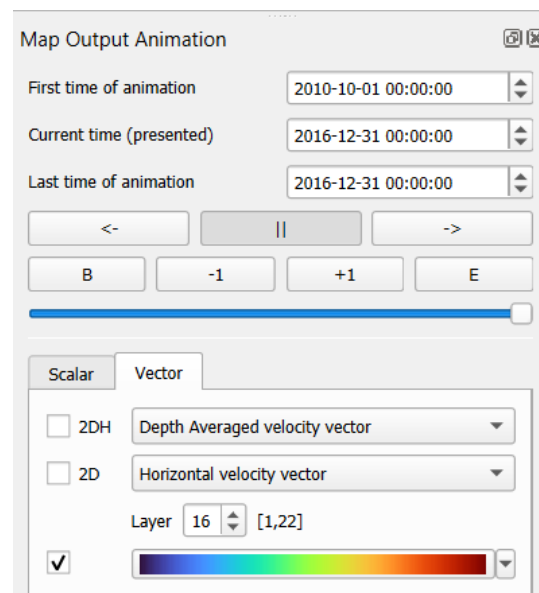 Map Output Animation
First time of animation 2010-10-01 00:00:00
Current time (presented) 2016-12-31 00:00:00
Last time of animation 2016-12-31 00:00:00
<- || ->
B -1 +1 E
Scalar Vector
2DH Depth Averaged velocity vector
2D Horizontal velocity vector
Layer 16 [1,22]